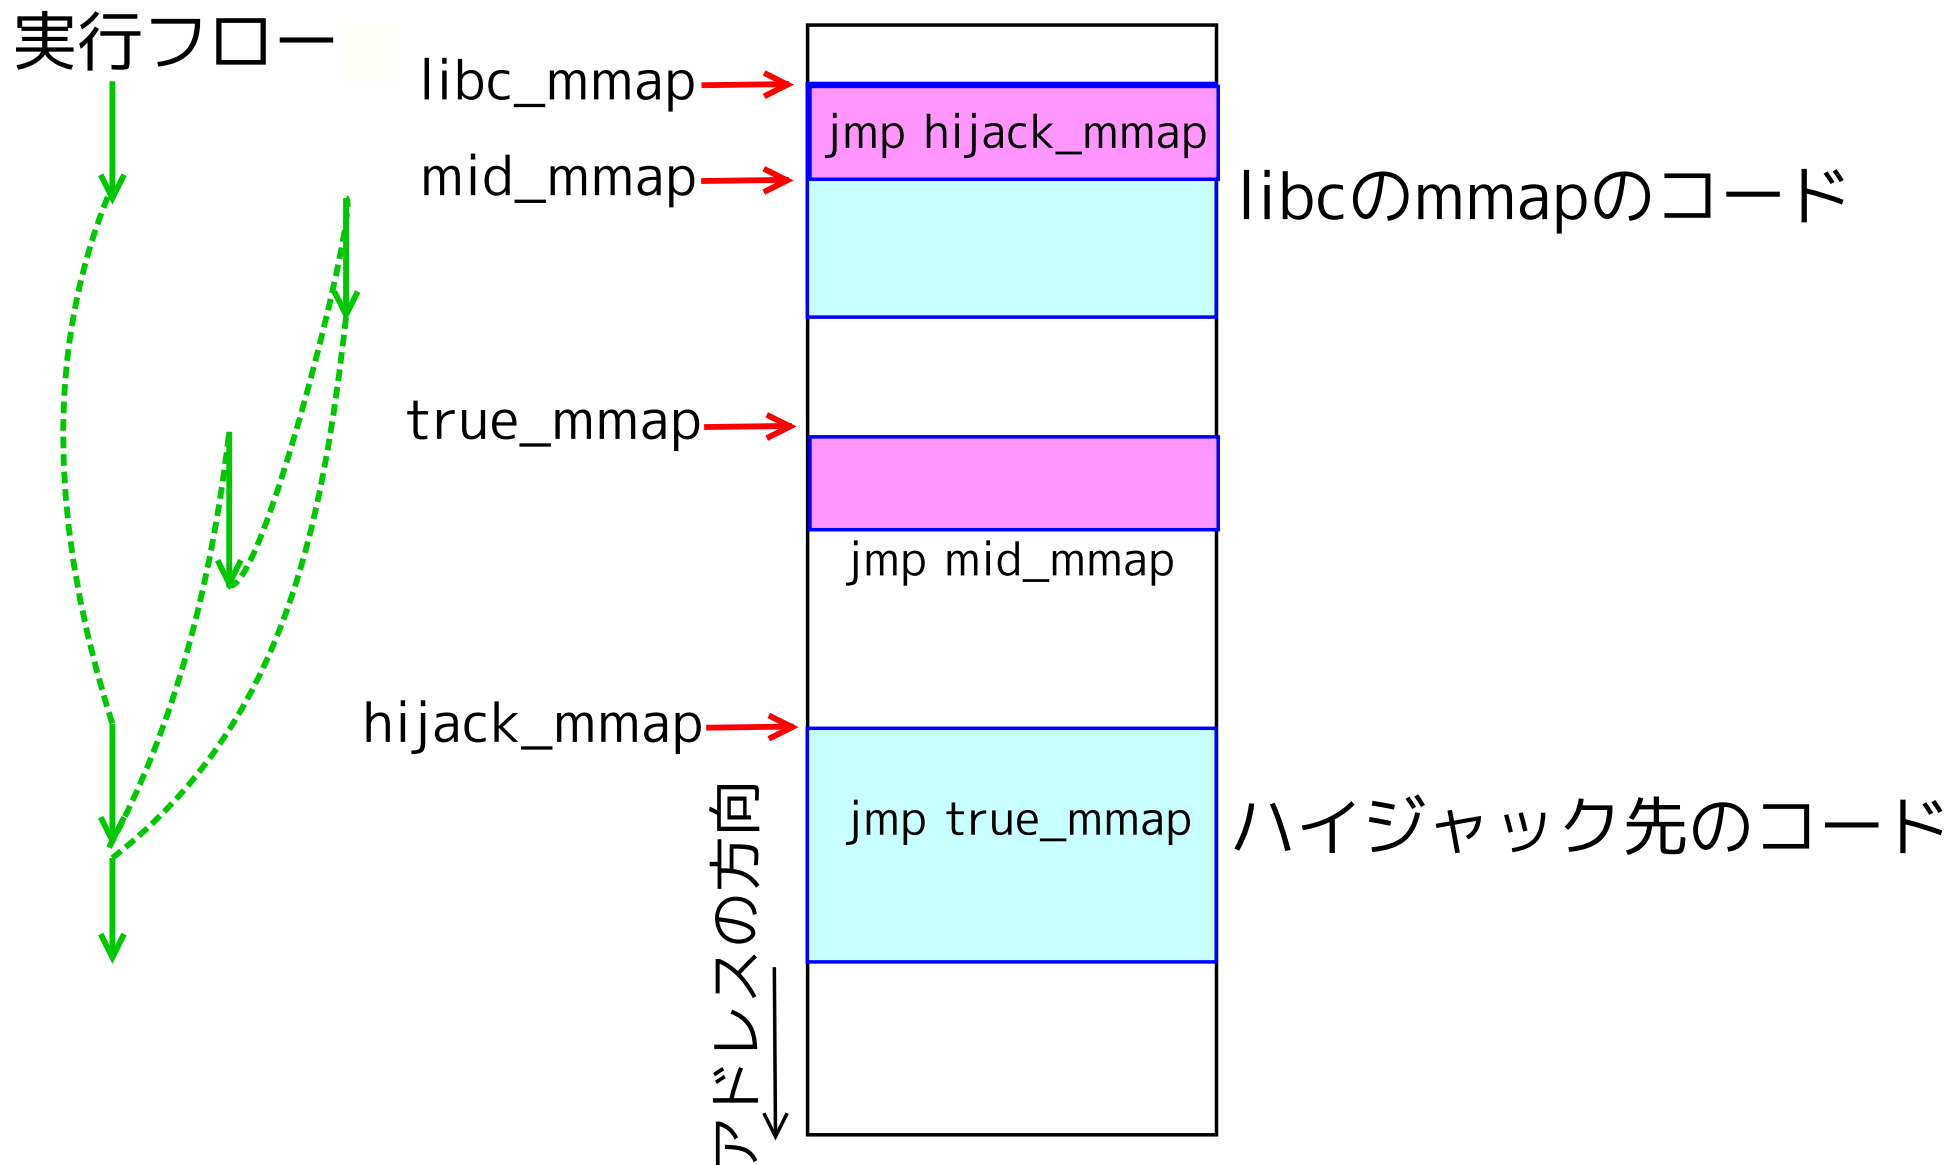 実行フロー
libc_mmap
jmp hijack_mmap
mid_mmap
libcのmmapのコード
true_mmap
jmp mid_mmap
hijack_mmap
jmp true_mmap
ハイジャック先のコード
アドレスの方向